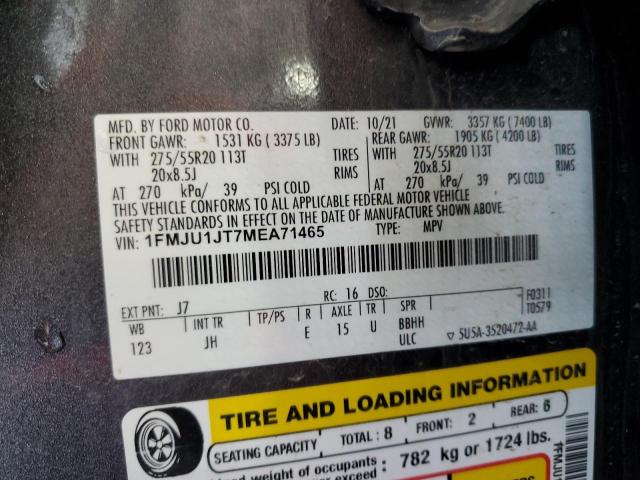 MFD. BY FORD MOTOR CO. DATE: 10/21 GVWR: 3357 KG ( 7400 LB)
FRONT GAWR: 1531 KG ( 3375 LB) REAR GAWR: 1905 KG ( 4200 LB)
WITH 275/55R20 113T TIRES WITH 275/55R20 113T TIRES
20x8.5J RIMS 20x8.5J RIMS
AT 270 kPa/ 39 PSI COLD AT 270 kPa/ 39 PSI COLD
THIS VEHICLE CONFORMS TO ALL APPLICABLE FEDERAL MOTOR VEHICLE
SAFETY STANDARDS IN EFFECT ON THE DATE OF MANUFACTURE SHOWN ABOVE.
VIN: 1FMJU1JT7MEA71465 TYPE: MPV
F0311
T0579
EXT PNT: J7 RC: 16 DSO:
WB INT TR TP/PS R AXLE TR SPR
123 JH E 15 U BBHH
ULC ▽ SU5A-3520472-AA
TIRE AND LOADING INFORMATION
SEATING CAPACITY TOTAL: 8 FRONT: 2 REAR: 6
weight of occupants 782 kg or 1724 lbs.
exceed :
1FMJU1